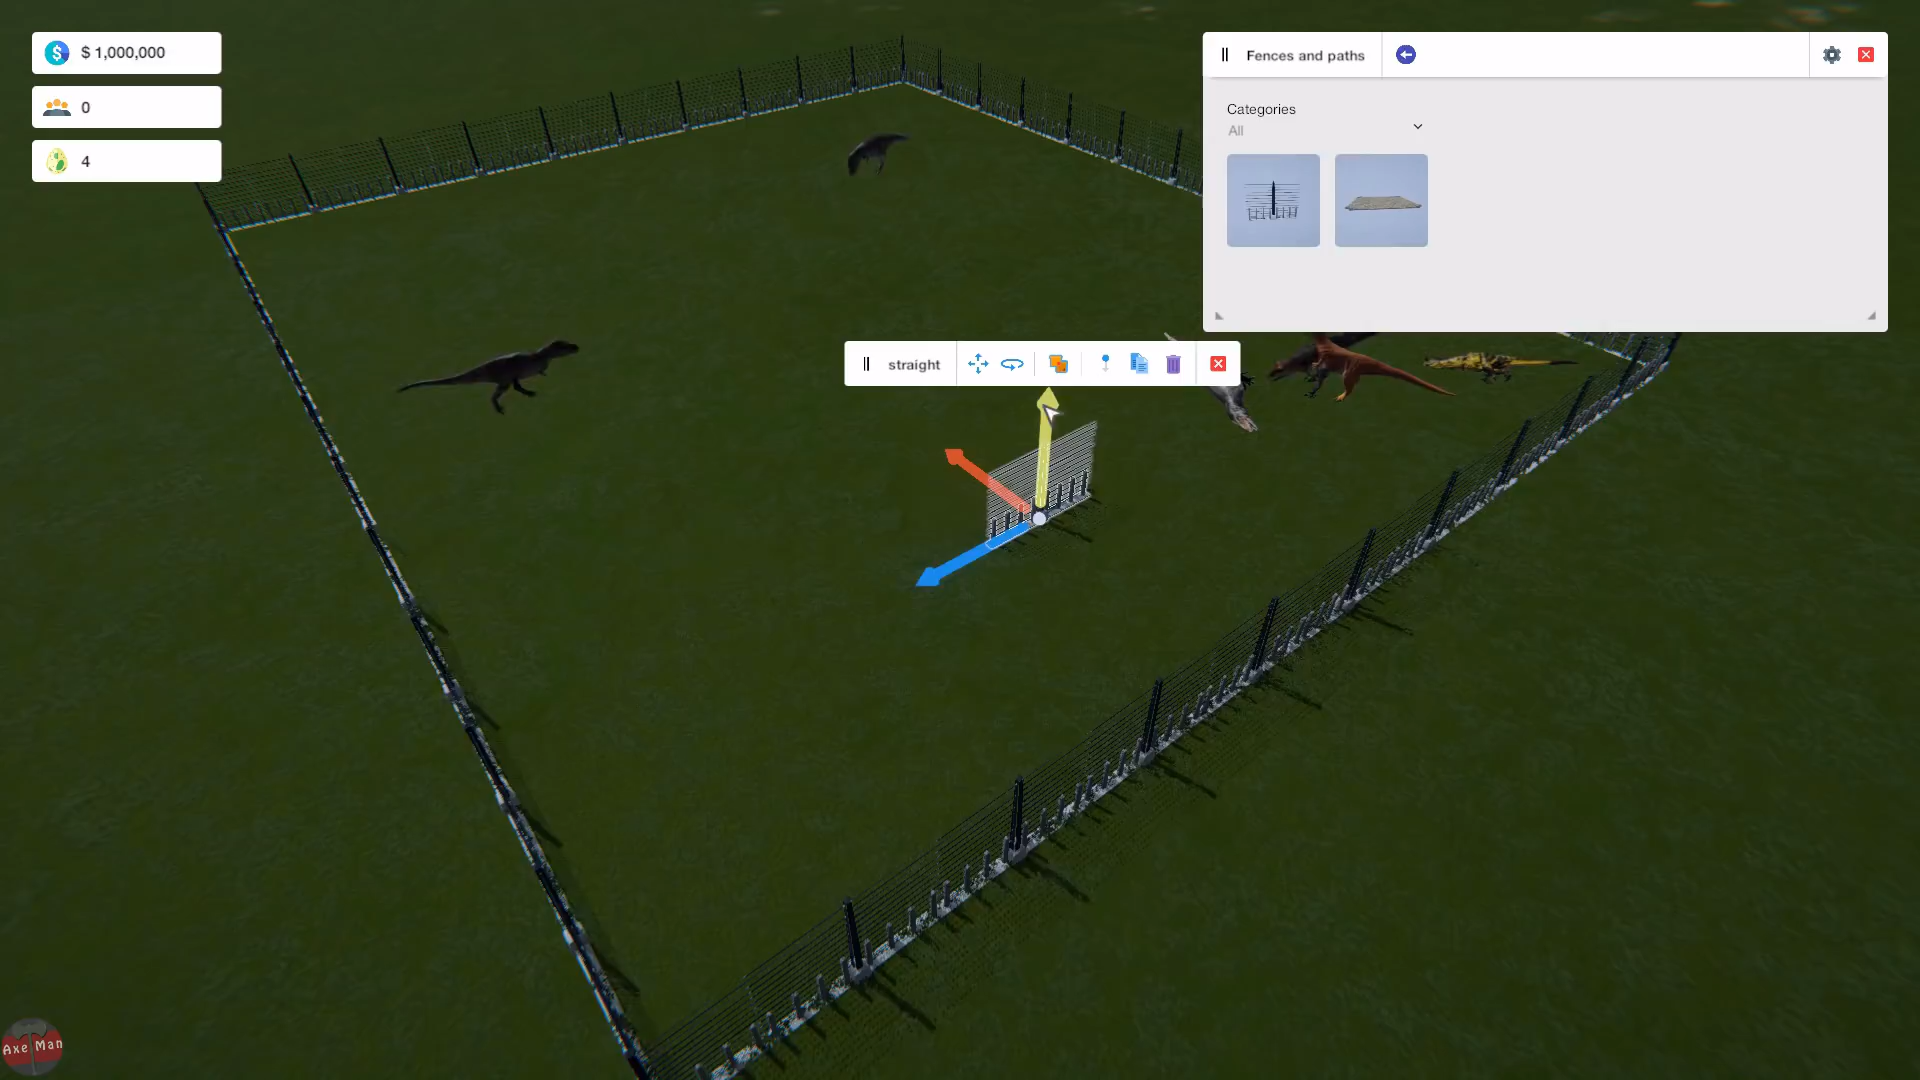 $ 1,000,000
0
4
Fences and paths
Categories
All
straight
Axe Man